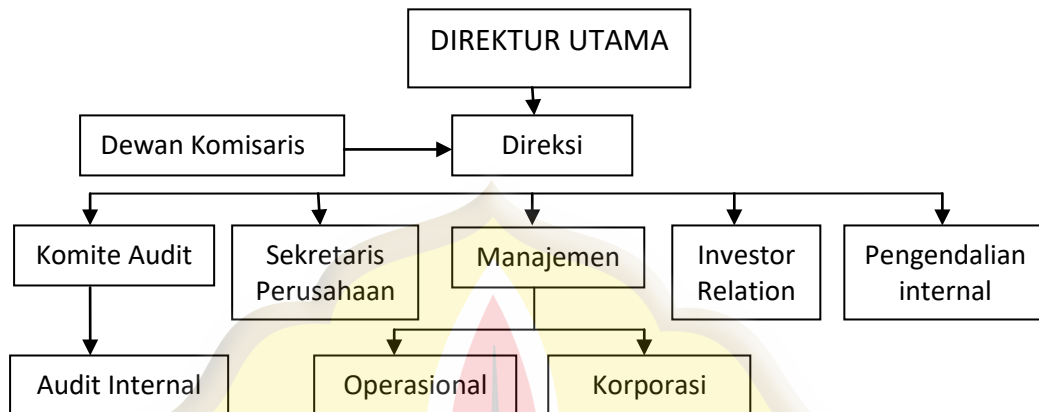 DIREKTUR UTAMA
Dewan Komisaris
Direksi
Komite Audit
Sekretaris
Perusahaan
Manajemen
Investor
Relation
Pengendalian
internal
Audit Internal
Operasional
Korporasi